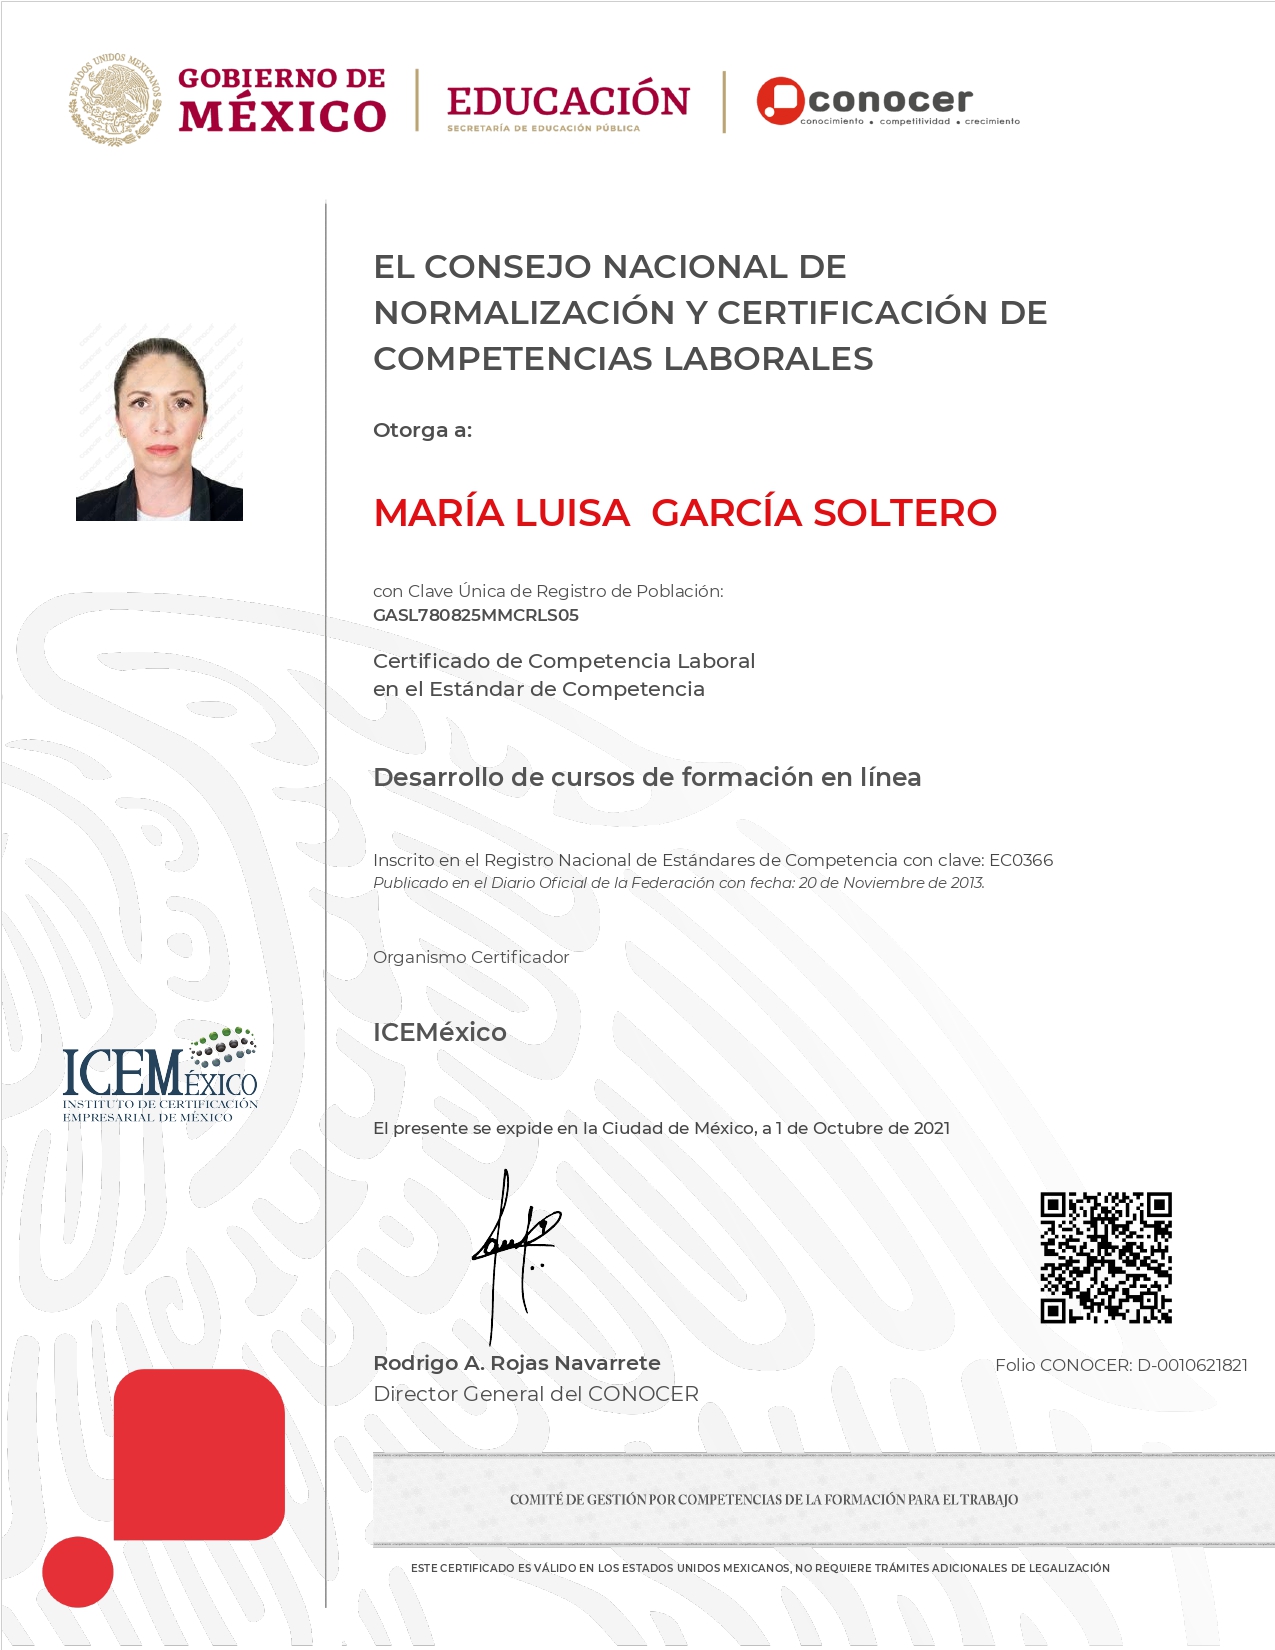 ESTADOS UNIDOS MEXICANOS
GOBIERNO DE
MÉXICO
EDUCACIÓN
SECRETARÍA DE EDUCACIÓN PÚBLICA
conocer
conocimiento • competitividad • crecimiento
EL CONSEJO NACIONAL DE
NORMALIZACIÓN Y CERTIFICACIÓN DE
COMPETENCIAS LABORALES
Otorga a:
MARÍA LUISA GARCÍA SOLTERO
con Clave Única de Registro de Población:
GASL780825MMCRLS05
Certificado de Competencia Laboral
en el Estándar de Competencia
Desarrollo de cursos de formación en línea
Inscrito en el Registro Nacional de Estándares de Competencia con clave: EC0366
Publicado en el Diario Oficial de la Federación con fecha: 20 de Noviembre de 2013.
Organismo Certificador
ICEMéxico
ICEMÉXICO
INSTITUTO DE CERTIFICACIÓN
EMPRESARIAL DE MÉXICO
El presente se expide en la Ciudad de México, a 1 de Octubre de 2021
Rodrigo A. Rojas Navarrete
Director General del CONOCER
Folio CONOCER: D-0010621821
COMITÉ DE GESTIÓN POR COMPETENCIAS DE LA FORMACIÓN PARA EL TRABAJO
ESTE CERTIFICADO ES VÁLIDO EN LOS ESTADOS UNIDOS MEXICANOS, NO REQUIERE TRÁMITES ADICIONALES DE LEGALIZACIÓN